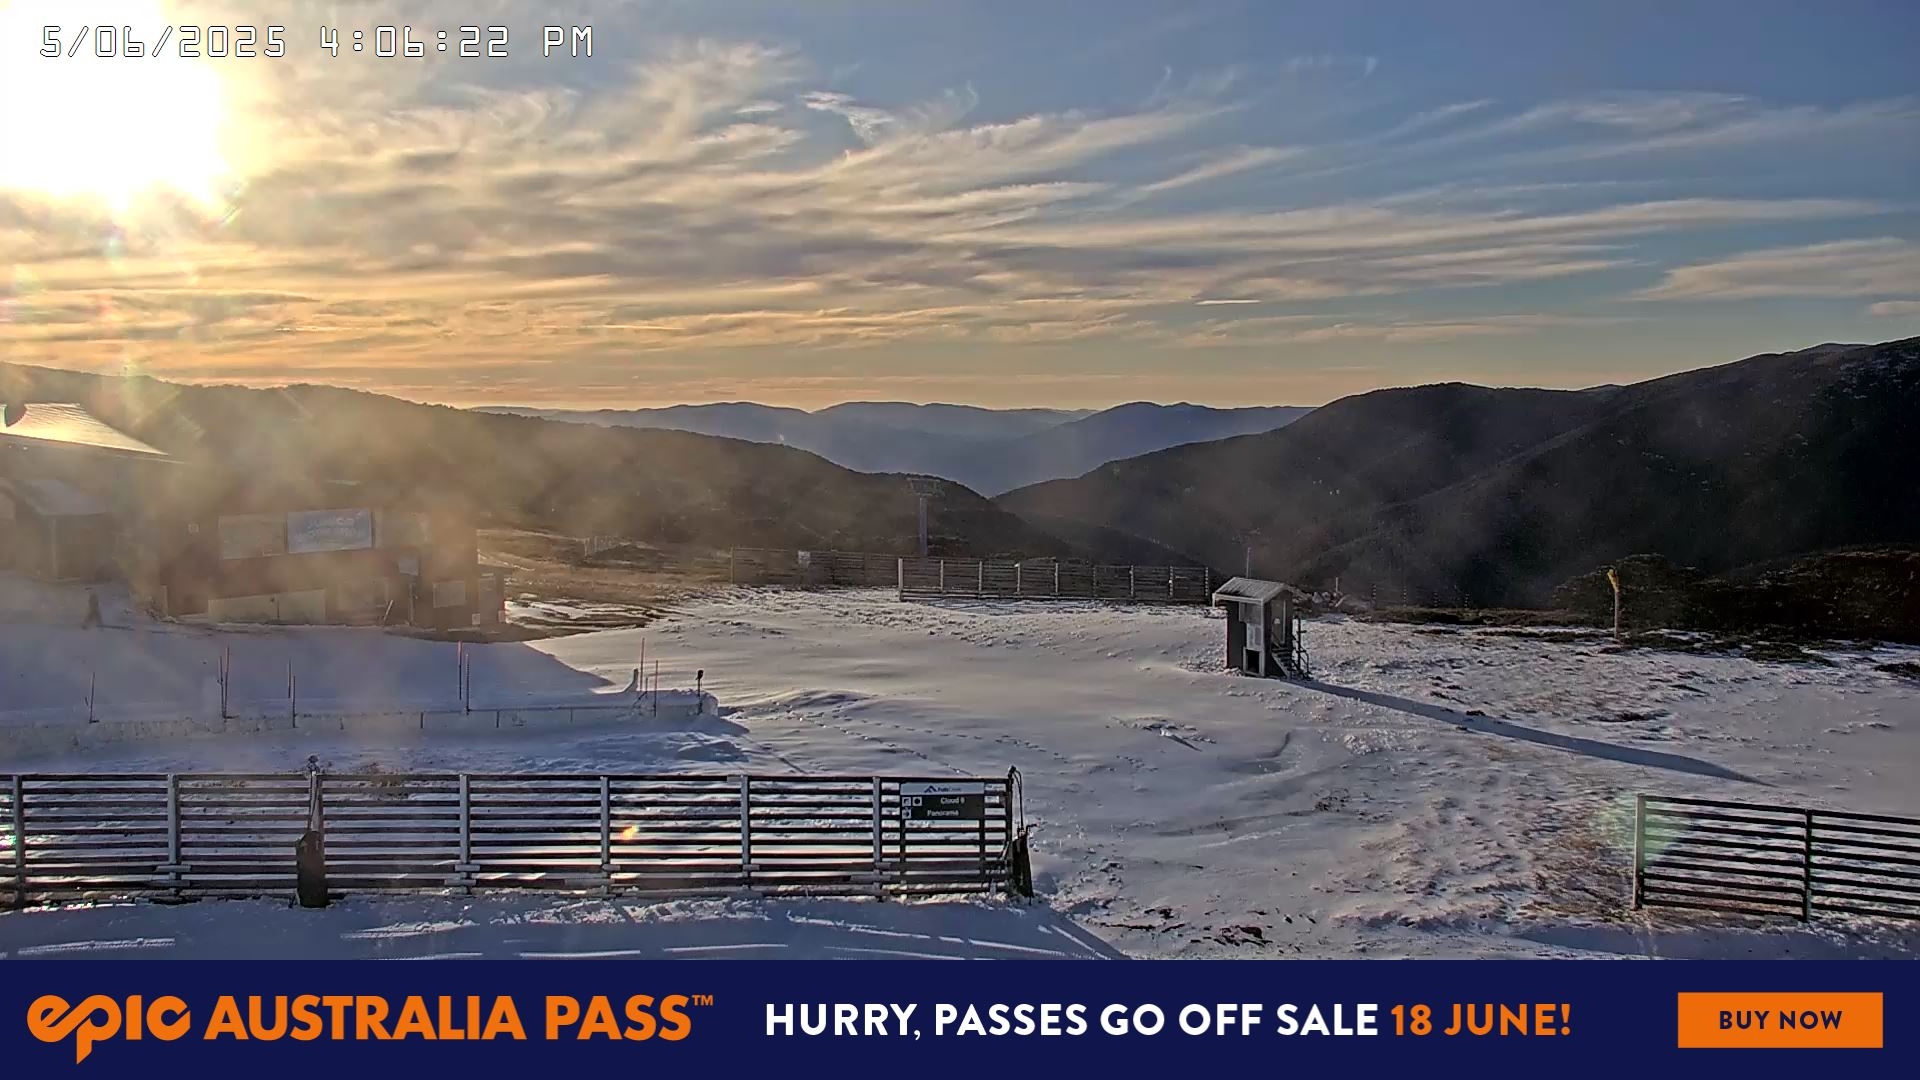 5/06/2025 4:06:22 PM
Cloud 9
Panorama
epic AUSTRALIA PASS™
HURRY, PASSES GO OFF SALE 18 JUNE!
BUY NOW